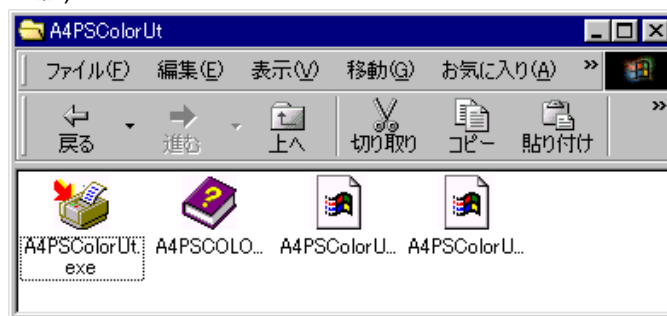 A4PSColorUt
ファイル(F) 編集(E) 表示(V) 移動(G) お気に入り(A) »
戻る 進む 上へ 切り取り コピー 貼り付け »
A4PSColorUt. A4PSCOLO... A4PSColorU... A4PSColorU...
exe